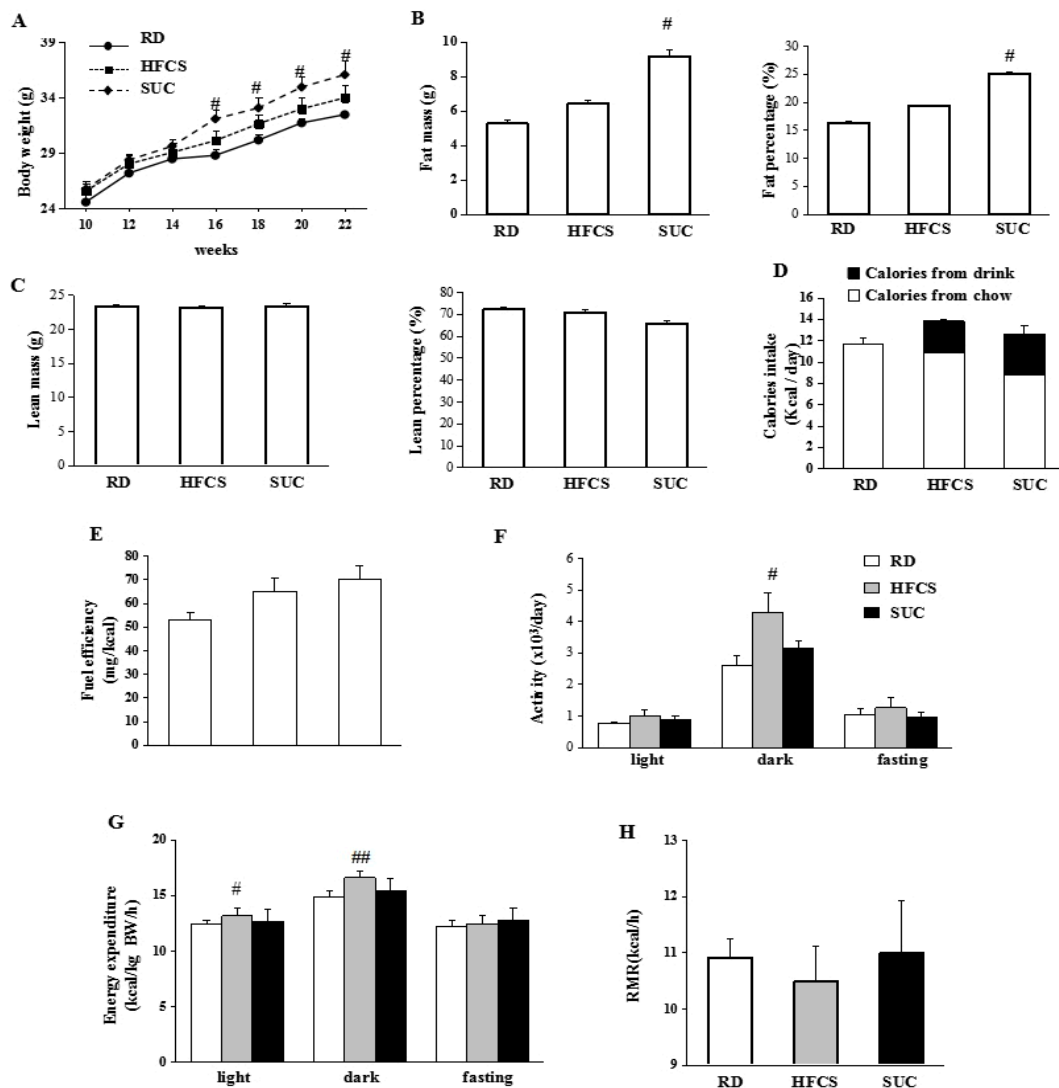 A
RD
HFCS
SUC
39
34
29
24
Body weight (g)
# # # # 
10 12 14 16 18 20 22
weeks
B
#
10
8
6
4
2
0
Fat mass (g)
RD HFCS SUC
#
30
25
20
15
10
5
0
Fat percentage (%)
RD HFCS SUC
C
25
20
15
10
5
0
Lean mass (g)
RD HFCS SUC
80
70
60
50
40
30
20
10
0
Lean percentage (%)
RD HFCS SUC
D
Calories from drink
Calories from chow
16
14
12
10
8
6
4
2
0
Calories intake
(Kcal / day)
RD HFCS SUC
E
80
70
60
50
40
30
20
10
0
Fuel efficiency
(mg/kcal)
F
RD
HFCS
SUC
#
6
5
4
3
2
1
0
Activity (x10³/day)
light dark fasting
G
20
15
10
5
0
Energy expenditure
(kcal/kg BW/h)
#
##
light dark fasting
H
13
12
11
10
9
RMR(kcal/h)
RD HFCS SUC